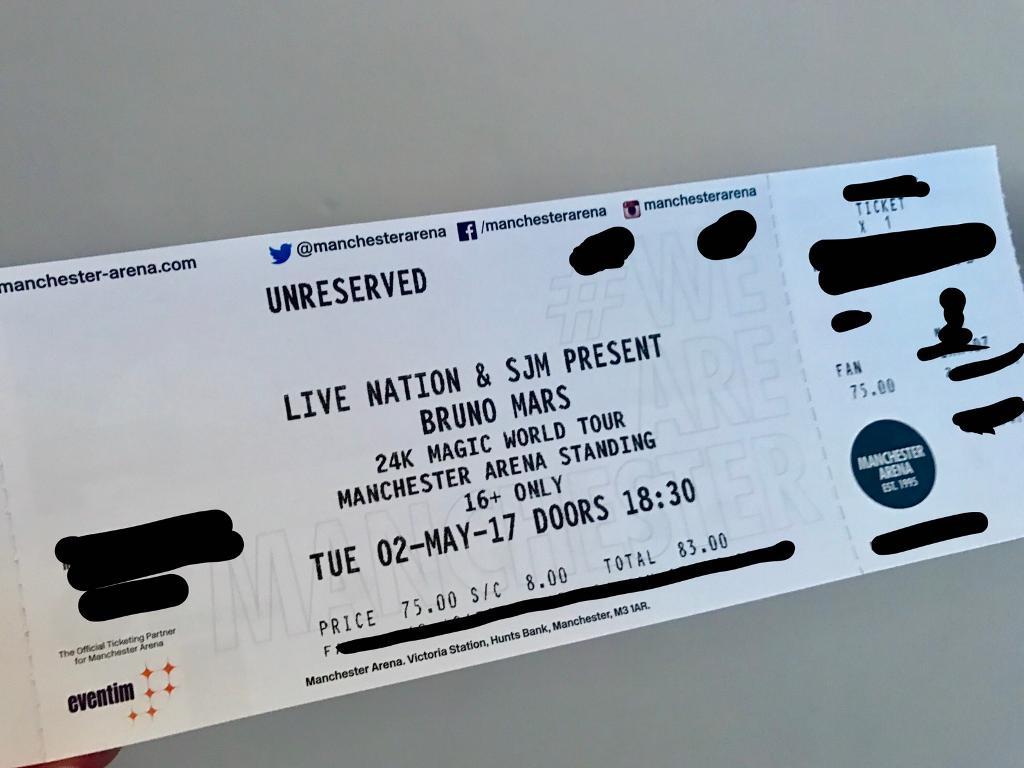 manchester-arena.com
@manchesterarena
/manchesterarena
manchesterarena
UNRESERVED
#WE
ARE
MANCHESTER
LIVE NATION & SJM PRESENT
BRUNO MARS
24K MAGIC WORLD TOUR
MANCHESTER ARENA STANDING
16+ ONLY
TUE 02-MAY-17 DOORS 18:30
PRICE 75.00 S/C 8.00 TOTAL 83.00
Manchester Arena. Victoria Station, Hunts Bank, Manchester, M3 1AR.
The Official Ticketing Partner
for Manchester Arena
eventim
TICKET
X 1
FAN
75.00
MANCHESTER
ARENA
EST. 1995